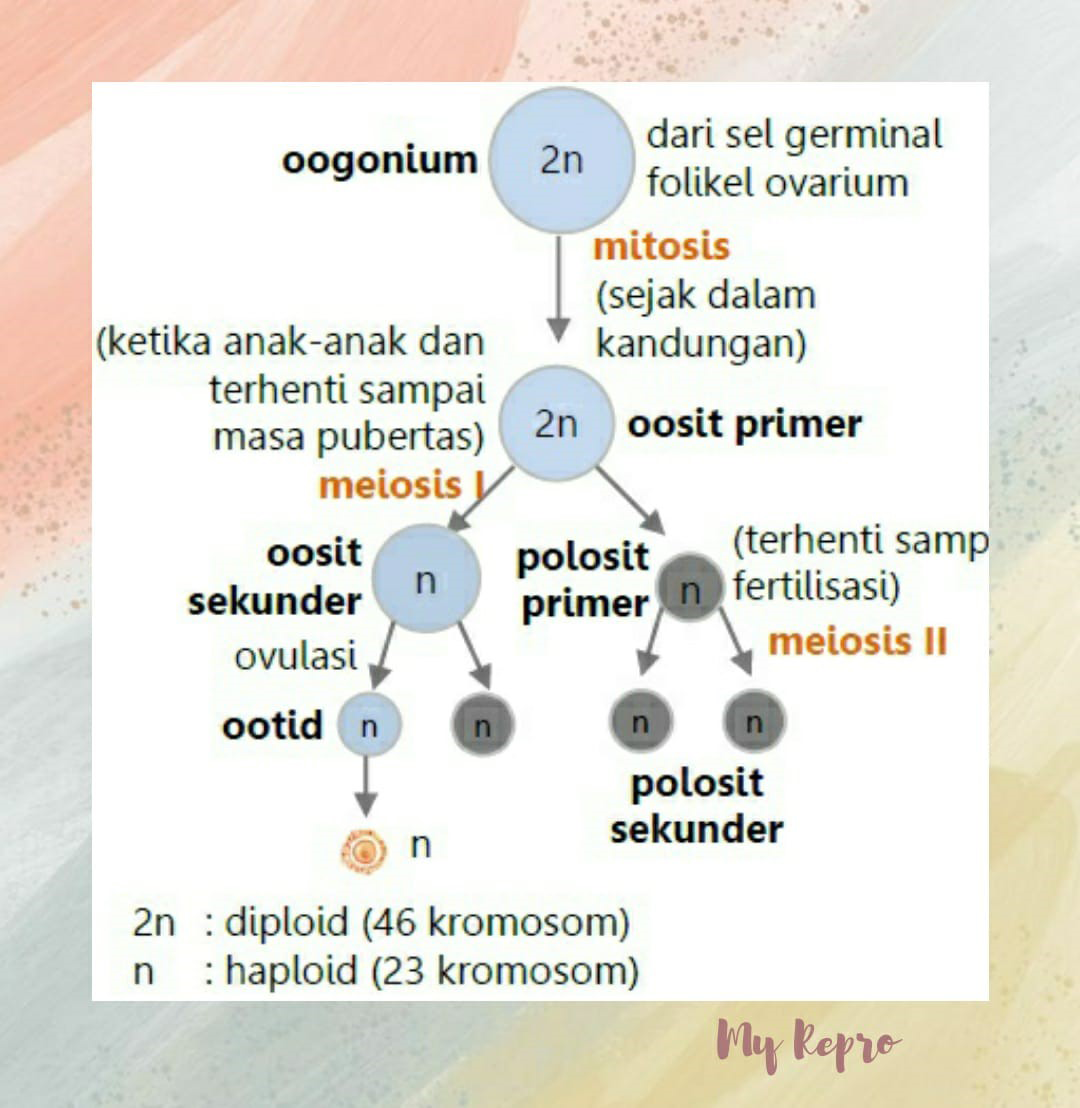 oogonium
2n
dari sel germinal
folikel ovarium
mitosis
(sejak dalam
kandungan)
(ketika anak-anak dan
terhenti sampai
masa pubertas)
meiosis I
2n
oosit primer
oosit
sekunder
n
polosit
primer
n
(terhenti samp
fertilisasi)
meiosis II
ovulasi
ootid
n
n
n
n
polosit
sekunder
n
2n : diploid (46 kromosom)
n : haploid (23 kromosom)
My Repro